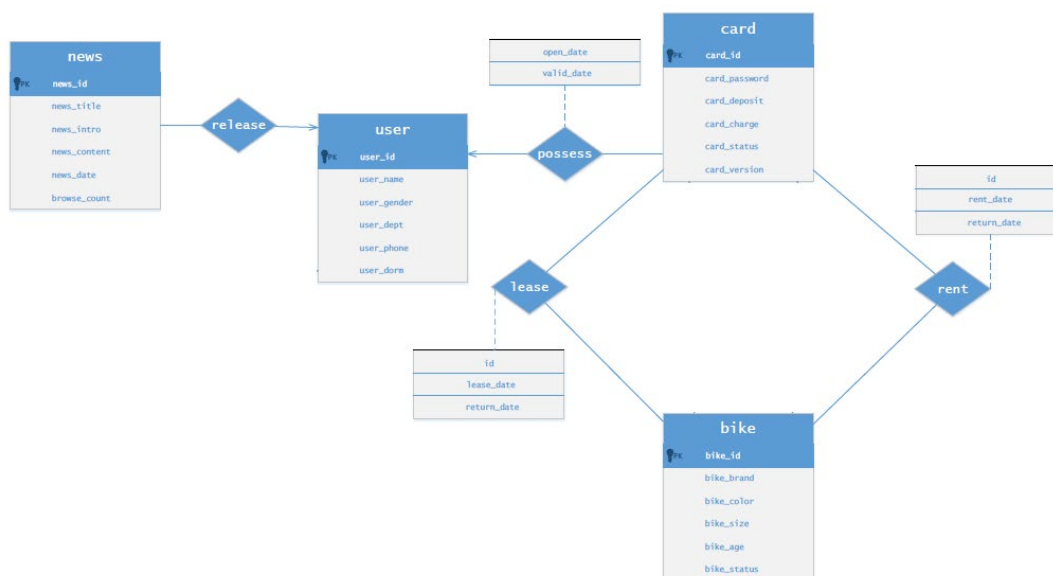 news
PK news_id
news_title
news_intro
news_content
news_date
browse_count
release
user
PK user_id
user_name
user_gender
user_dept
user_phone
user_dorm
open_date
valid_date
possess
card
PK card_id
card_password
card_deposit
card_charge
card_status
card_version
id
rent_date
return_date
rent
lease
id
lease_date
return_date
bike
PK bike_id
bike_brand
bike_color
bike_size
bike_age
bike_status